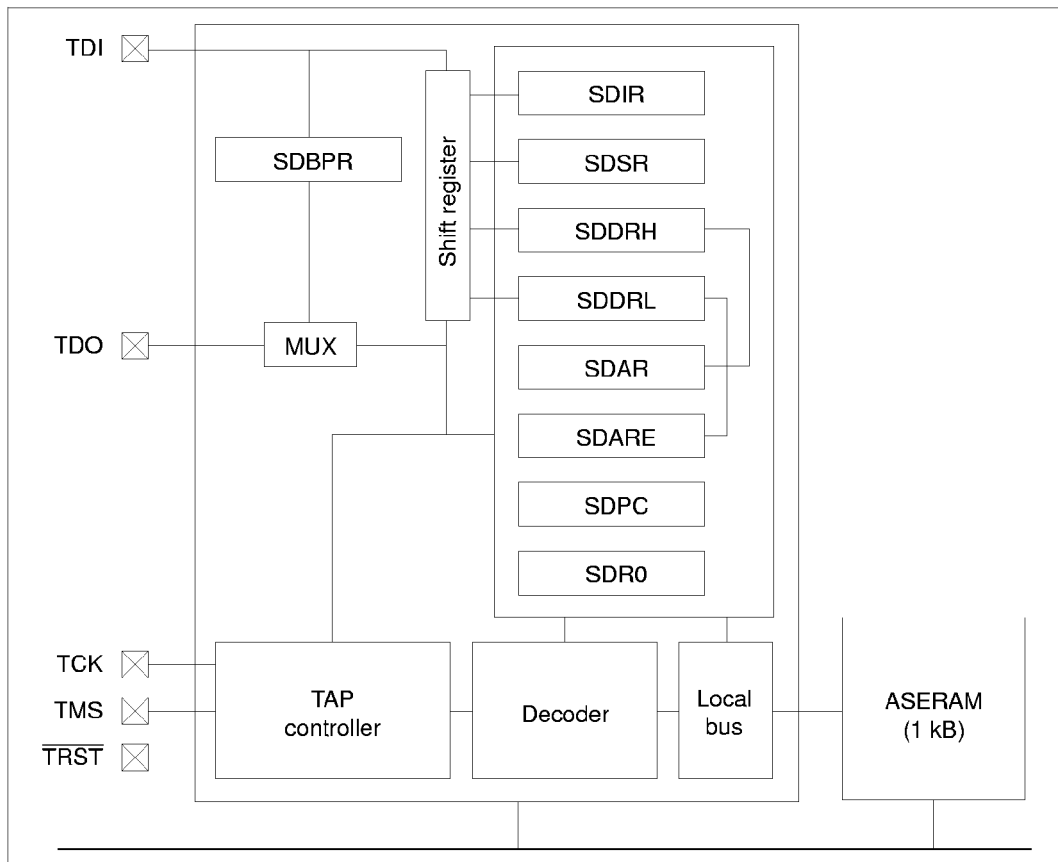 TDI
SDIR
SDBPR
SDSR
Shift register
SDDRH
SDDRL
TDO
MUX
SDAR
SDARE
SDPC
SDR0
TCK
TMS
TRST
TAP
controller
Decoder
Local
bus
ASERAM
(1 kB)